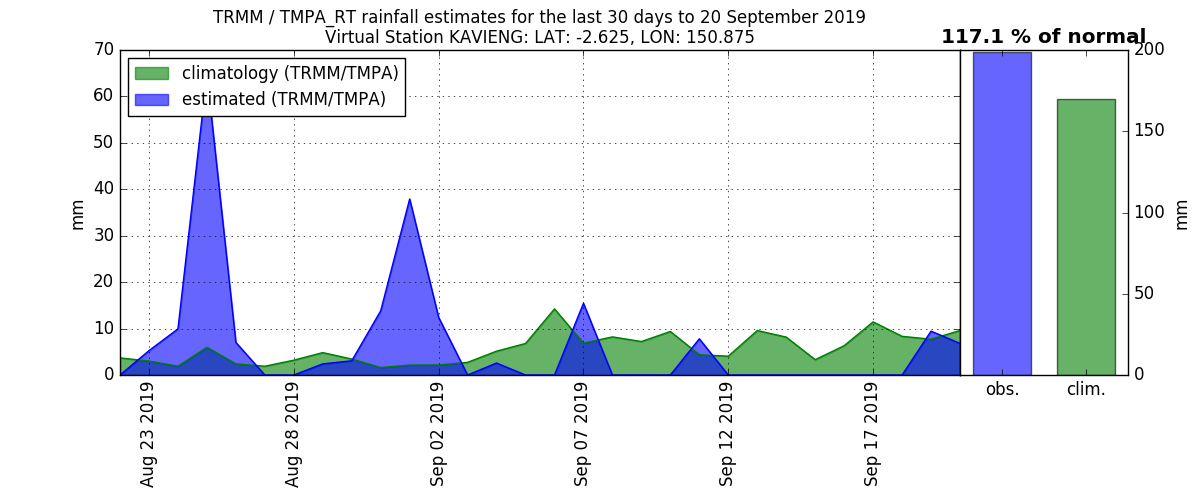 TRMM / TMPA_RT rainfall estimates for the last 30 days to 20 September 2019
Virtual Station KAVIENG: LAT: -2.625, LON: 150.875
117.1 % of normal
climatology (TRMM/TMPA)
estimated (TRMM/TMPA)
70
60
50
40
30
20
10
0
mm
Aug 23 2019
Aug 28 2019
Sep 02 2019
Sep 07 2019
Sep 12 2019
Sep 17 2019
obs.
clim.
200
150
100
50
0
mm